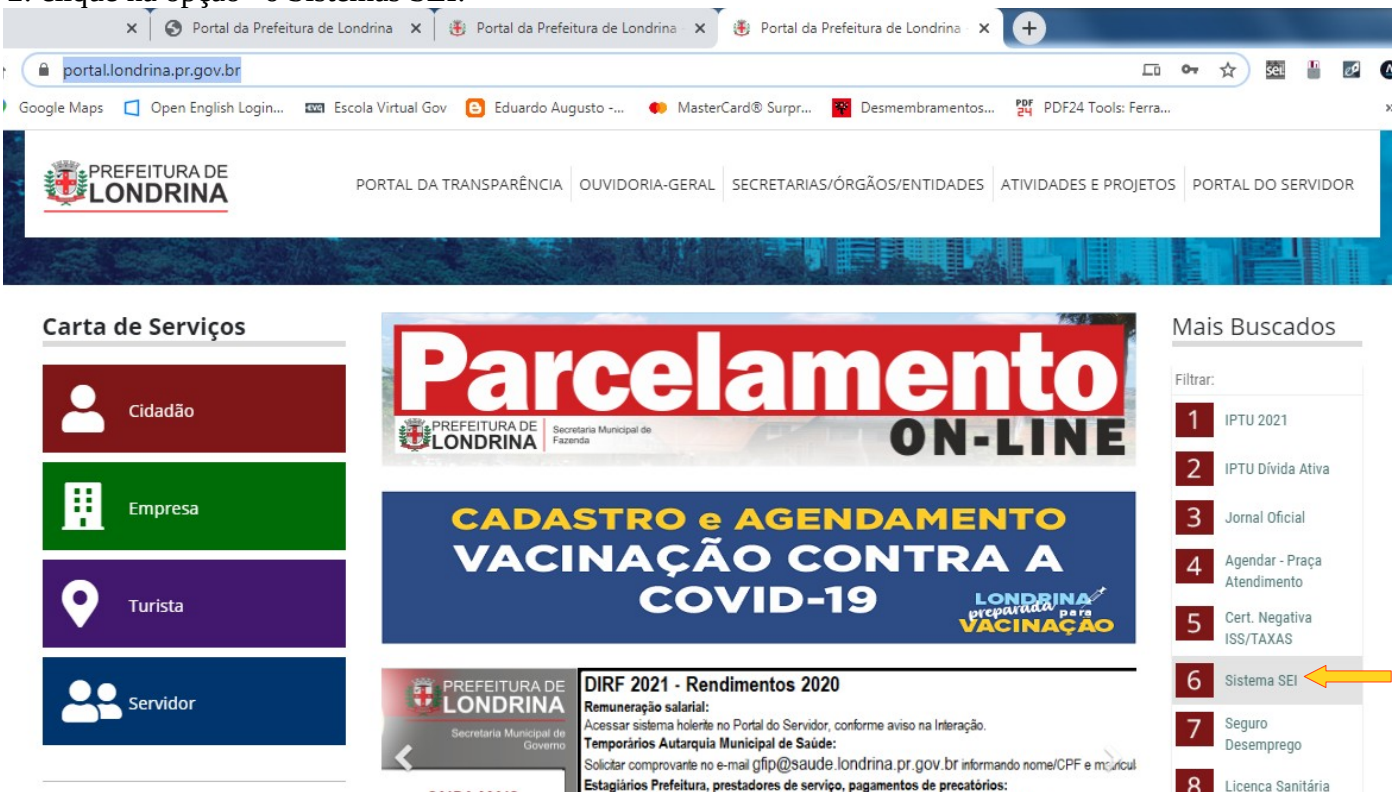 Portal da Prefeitura de Londrina
Portal da Prefeitura de Londrina
Portal da Prefeitura de Londrina
portal.londrina.pr.gov.br
sei!
Google Maps
Open English Login...
EVG
Escola Virtual Gov
Eduardo Augusto -...
MasterCard® Surpr...
Desmembramentos...
PDF
24
PDF24 Tools: Ferra...
PREFEITURA DE
LONDRINA
PORTAL DA TRANSPARÊNCIA
OUVIDORIA-GERAL
SECRETARIAS/ÓRGÃOS/ENTIDADES
ATIVIDADES E PROJETOS
PORTAL DO SERVIDOR
Carta de Serviços
Cidadão
Empresa
Turista
Servidor
Parcelamento
ON-LINE
PREFEITURA DE
LONDRINA
Secretaria Municipal de
Fazenda
CADASTRO e AGENDAMENTO
VACINAÇÃO CONTRA A
COVID-19
LONDRINA
preparada para
VACINAÇÃO
PREFEITURA DE
LONDRINA
Secretaria Municipal de
Governo
DIRF 2021 - Rendimentos 2020
Remuneração salarial:
Acessar sistema holerite no Portal do Servidor, conforme aviso na Interação.
Temporários Autarquia Municipal de Saúde:
Solicitar comprovante no e-mail gfip@saude.londrina.pr.gov.br informando nome/CPF e matrícul
Estagiários Prefeitura, prestadores de serviço, pagamentos de precatórios:
Mais Buscados
Filtrar:
1 IPTU 2021
2 IPTU Dívida Ativa
3 Jornal Oficial
4 Agendar - Praça
Atendimento
5 Cert. Negativa
ISS/TAXAS
6 Sistema SEI
7 Seguro
Desemprego
8 Licença Sanitária